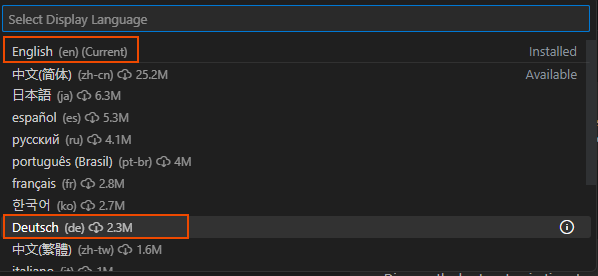 Select Display Language
English (en) (Current) Installed
中文(简体) (zh-cn) 25.2M Available
日本語 (ja) 6.3M
español (es) 5.3M
русский (ru) 4.1M
português (Brasil) (pt-br) 4M
français (fr) 2.8M
한국어 (ko) 2.7M
Deutsch (de) 2.3M
中文(繁體) (zh-tw) 1.6M
italiano (it) 1M